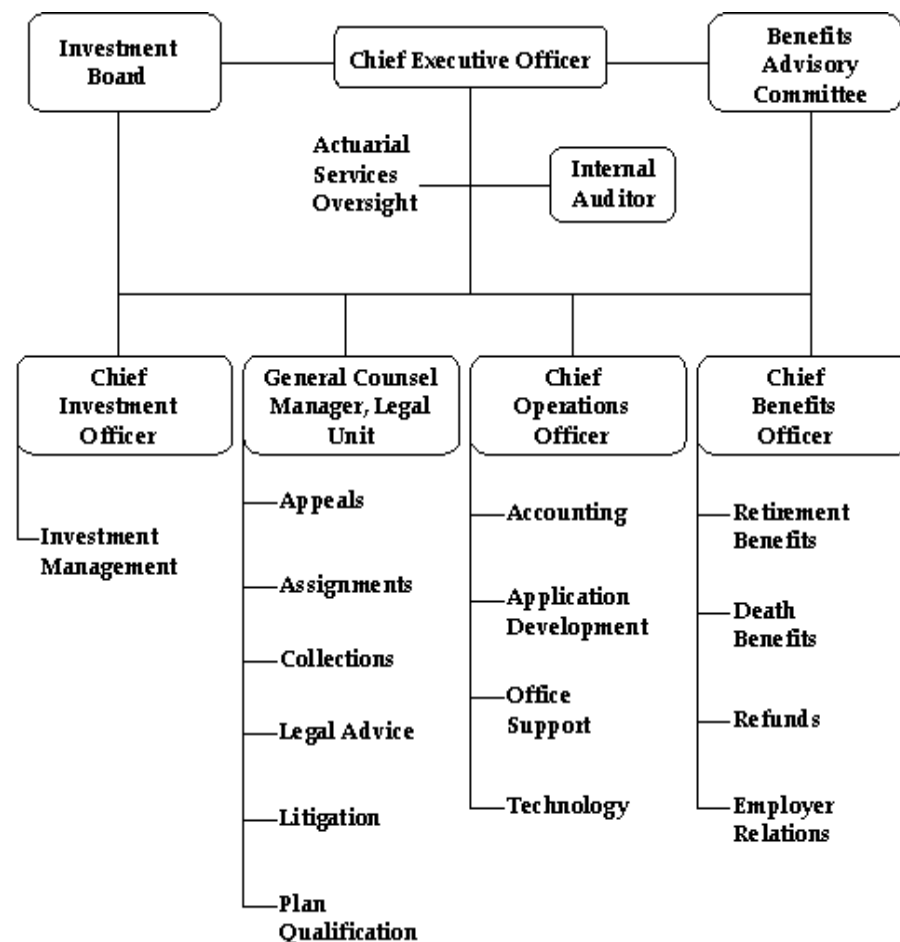 Investment
Board
Chief Executive Officer
Benefits
Advisory
Committee
Actuarial
Services
Oversight
Internal
Auditor
Chief
Investment
Officer
General Counsel
Manager, Legal
Unit
Chief
Operations
Officer
Chief
Benefits
Officer
Investment
Management
Appeals
Assignments
Collections
Legal Advice
Litigation
Plan
Qualification
Accounting
Application
Development
Office
Support
Technology
Retirement
Benefits
Death
Benefits
Refunds
Employer
Relations